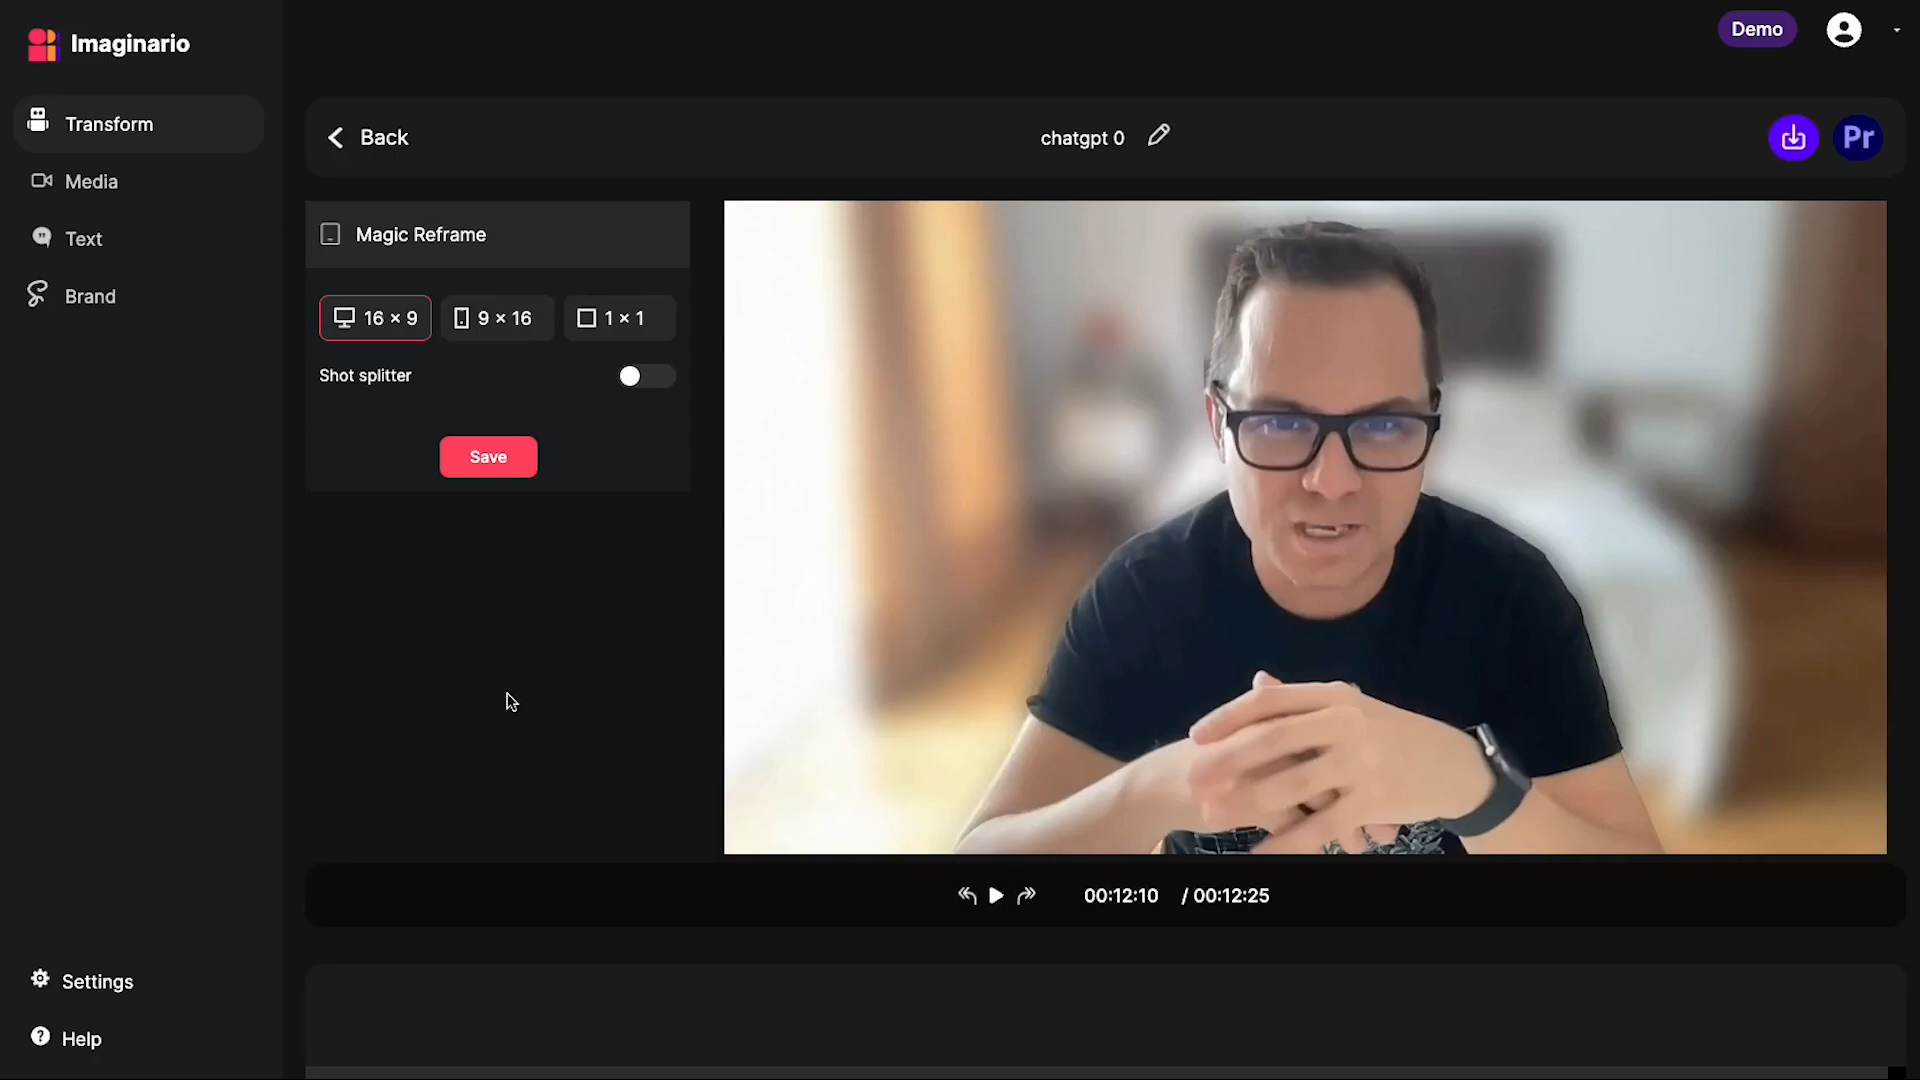 Imaginario
Demo
Transform
Media
Text
Brand
Settings
Help
Back
chatgpt 0
Pr
Magic Reframe
16 × 9
9 × 16
1 × 1
Shot splitter
Save
00:12:10 / 00:12:25